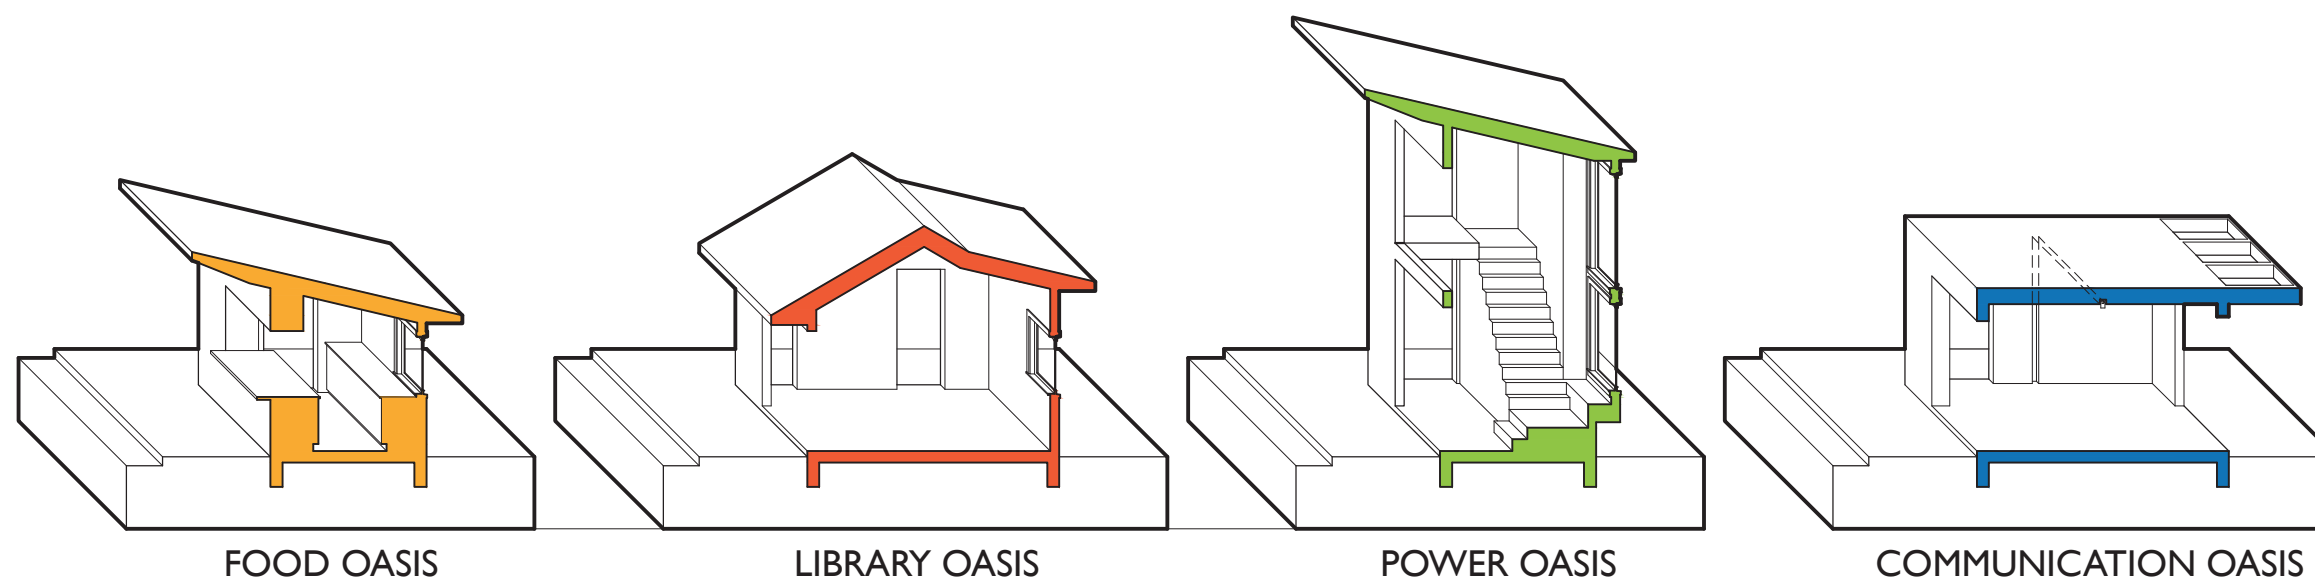 FOOD OASIS
LIBRARY OASIS
POWER OASIS
COMMUNICATION OASIS